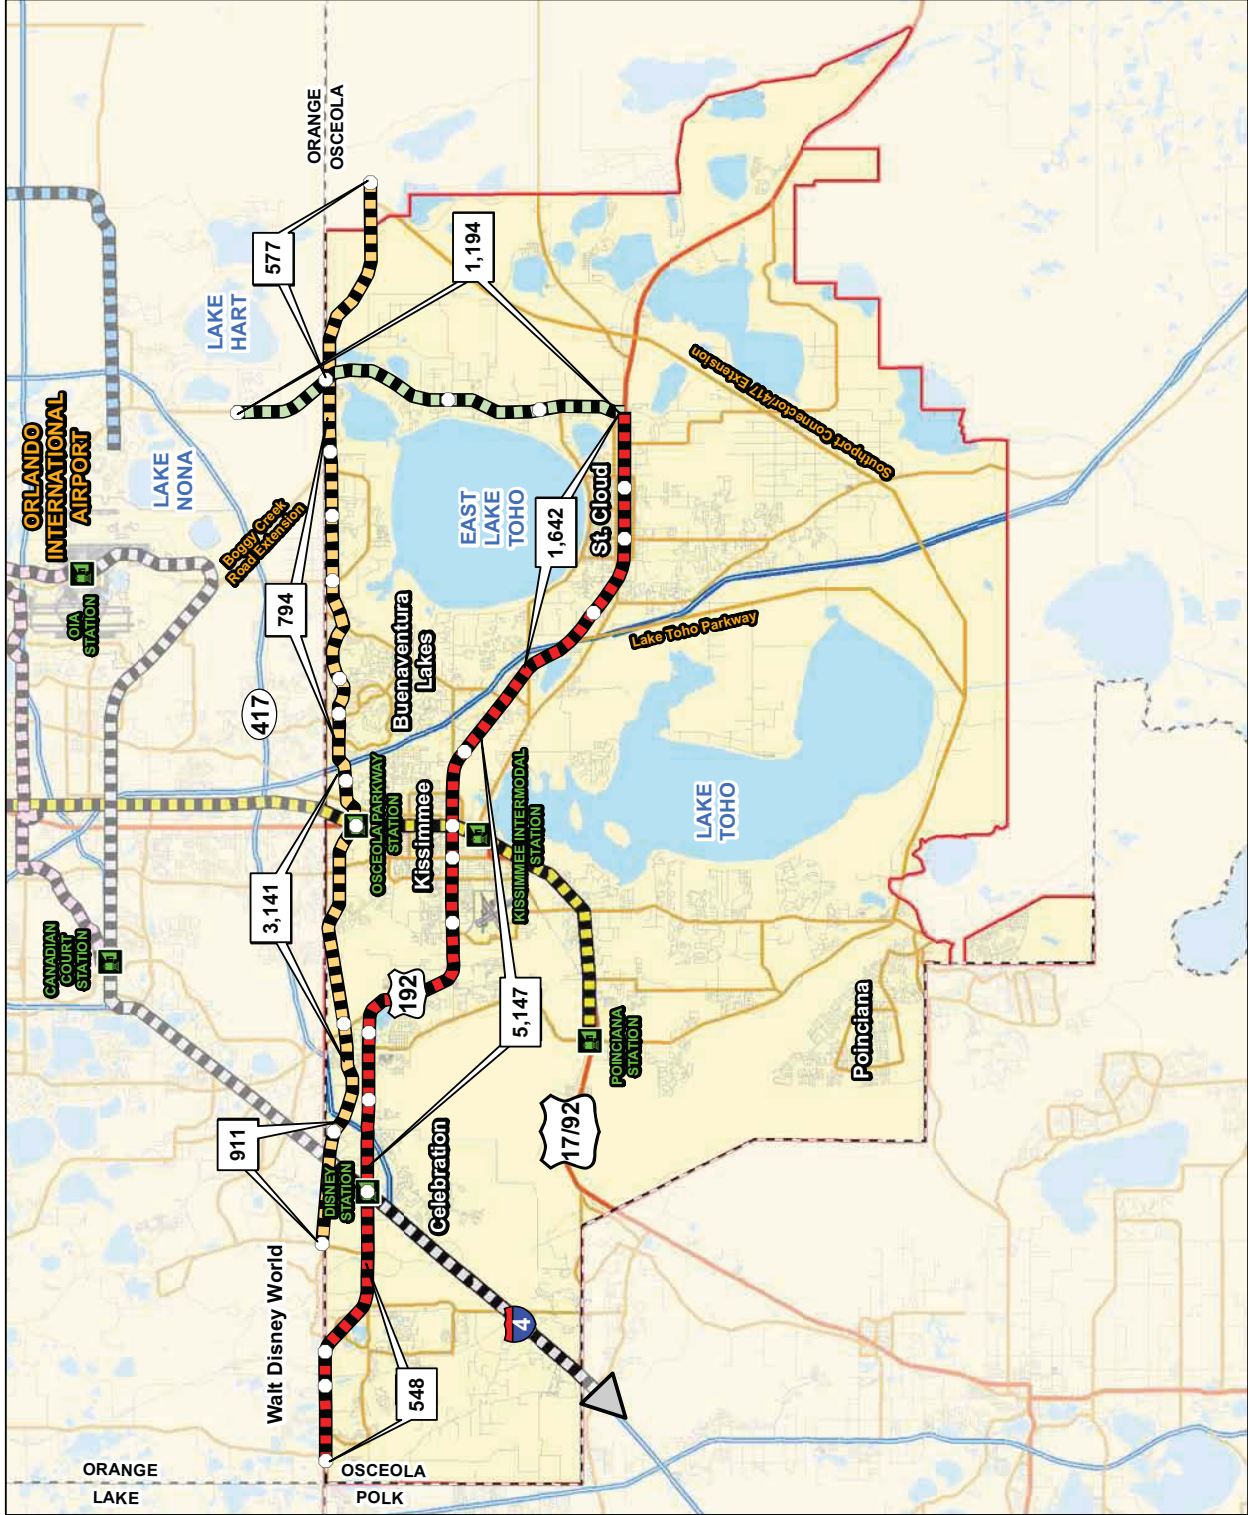 ORLANDO
INTERNATIONAL
AIRPORT
OIA
STATION
CANADIAN
COURT
STATION
LAKE
NONA
LAKE
HART
Boggy Creek
Road Extension
417
ORANGE
OSCEOLA
577
1,194
794
3,141
911
1,642
5,147
548
EAST
LAKE
TOHO
St. Cloud
Buenaventura
Lakes
OSCEOLA PARKWAY
STATION
Kissimmee
KISSIMMEE INTERMODAL
STATION
192
Southport Connector/417 Extension
Lake Toho Parkway
LAKE
TOHO
POINCIANA
STATION
Poinciana
17/92
DISNEY
STATION
Celebration
Walt Disney World
4
ORANGE
OSCEOLA
LAKE
POLK